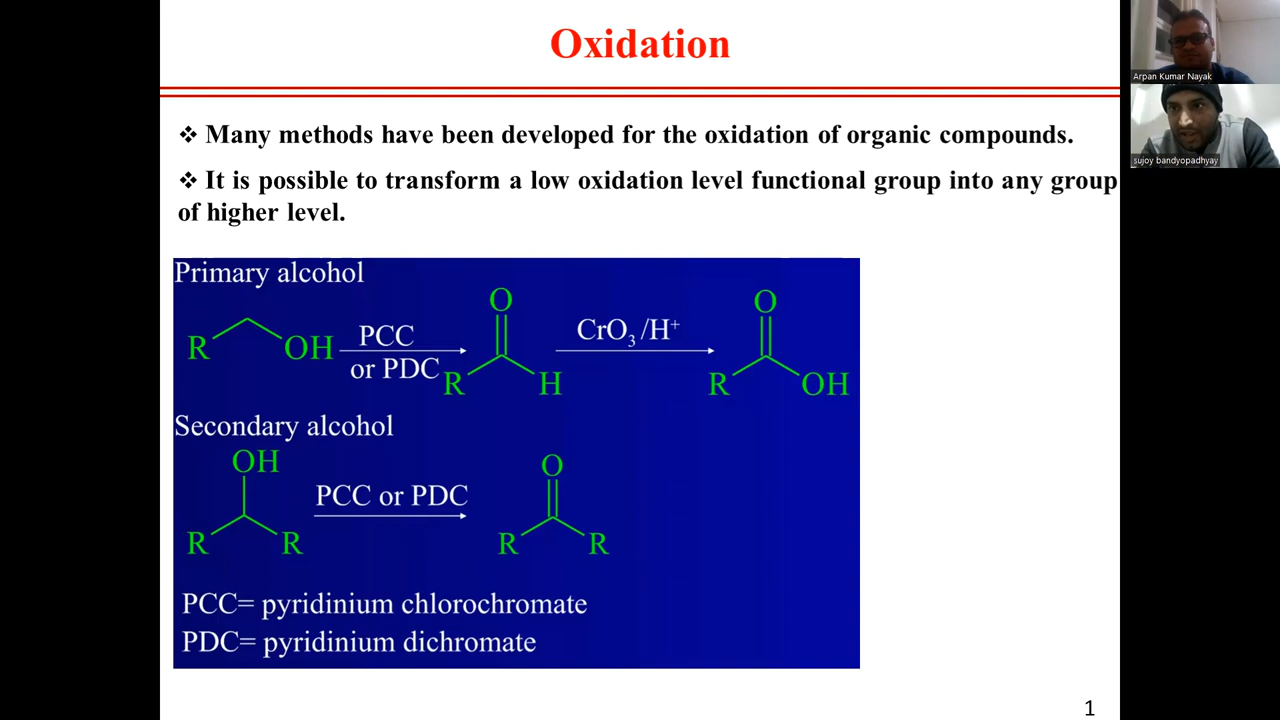 Oxidation
❖ Many methods have been developed for the oxidation of organic compounds.
❖ It is possible to transform a low oxidation level functional group into any group
of higher level.
Primary alcohol
R OH
PCC
or PDC
O
R H
CrO₃/H⁺
O
R OH
Secondary alcohol
OH
R R
PCC or PDC
O
R R
PCC= pyridinium chlorochromate
PDC= pyridinium dichromate
1
Arpan Kumar Nayak
sujoy bandyopadhyay